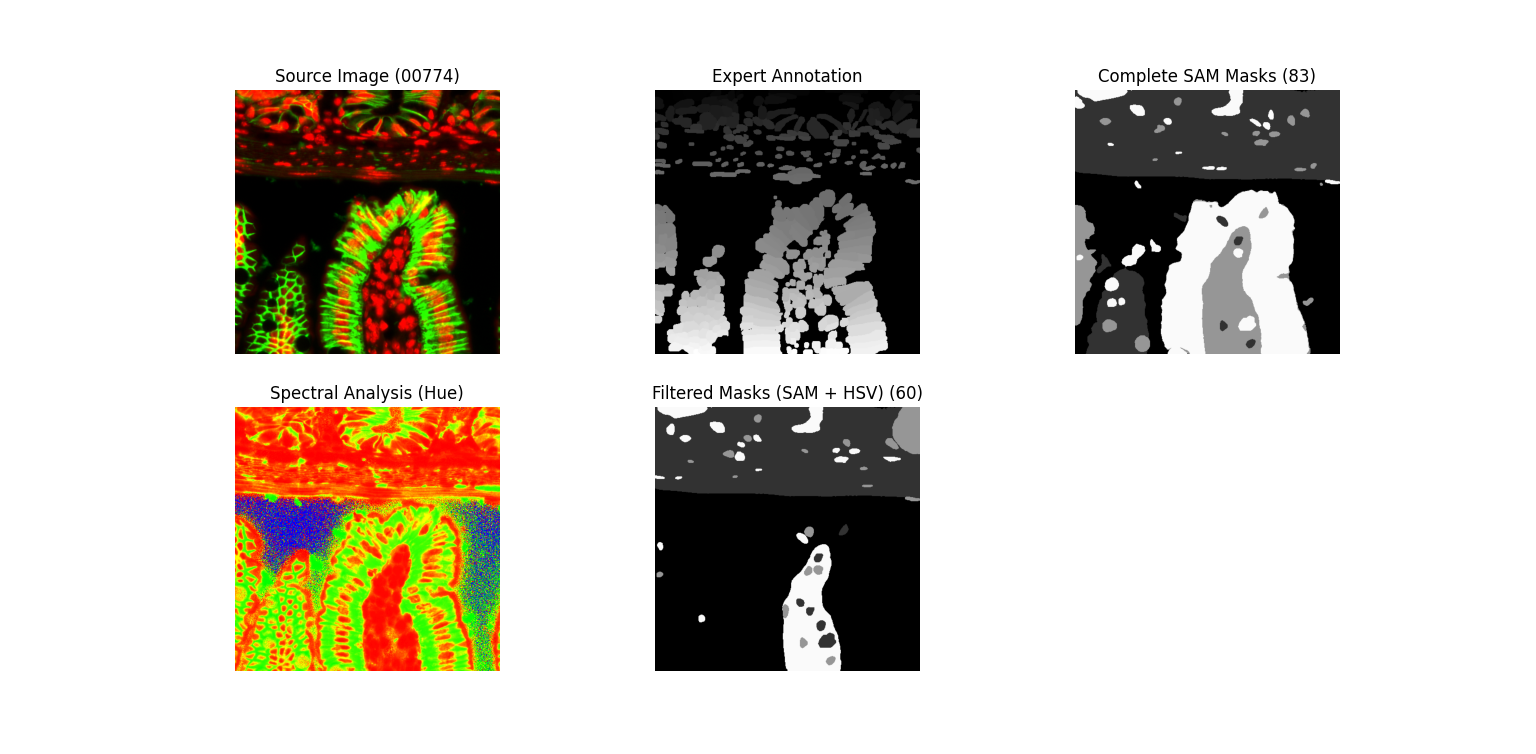 Source Image (00774)
Expert Annotation
Complete SAM Masks (83)
Spectral Analysis (Hue)
Filtered Masks (SAM + HSV) (60)